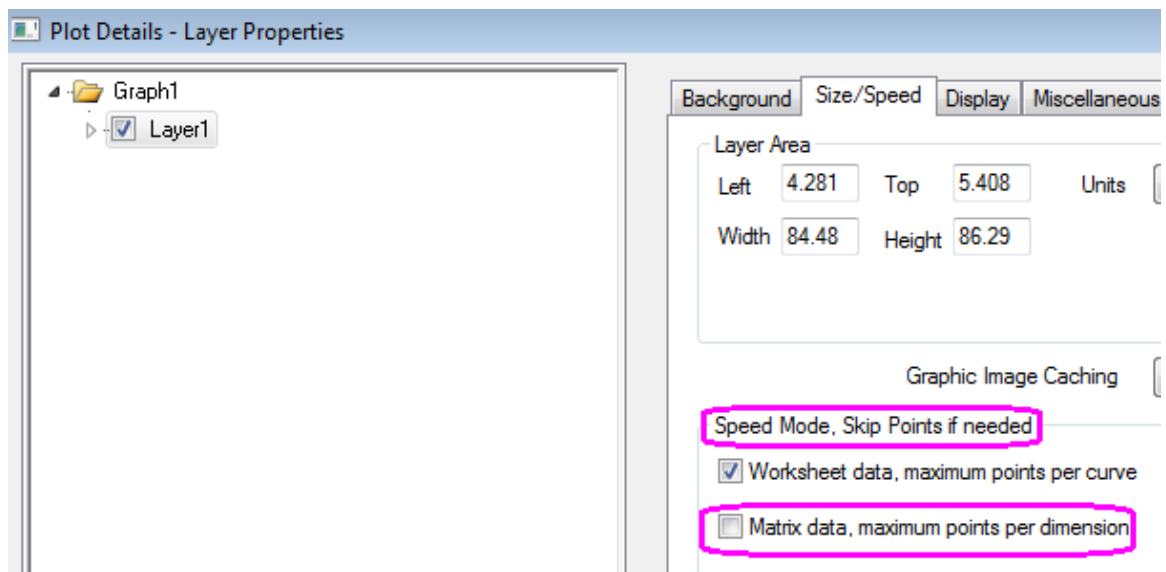 Plot Details - Layer Properties
Graph1
Layer1
Background Size/Speed Display Miscellaneous
Layer Area
Left 4.281 Top 5.408 Units
Width 84.48 Height 86.29
Graphic Image Caching
Speed Mode, Skip Points if needed
Worksheet data, maximum points per curve
Matrix data, maximum points per dimension